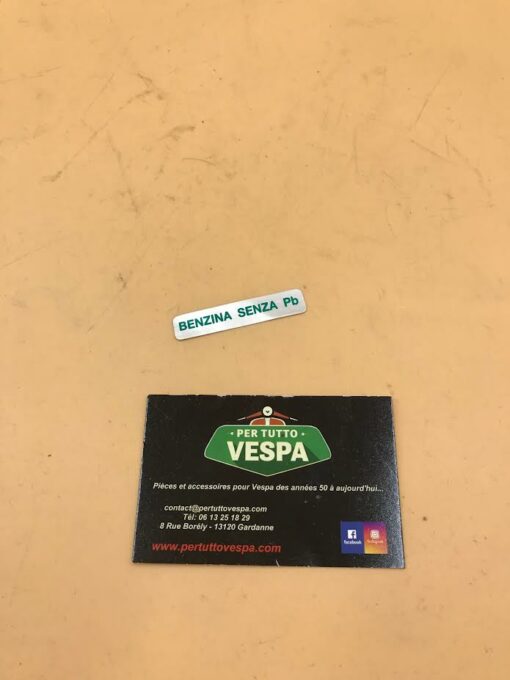 BENZINA SENZA Pb
• PER TUTTO •
VESPA
Pièces et accessoires pour Vespa des années 50 à aujourd'hui...
contact@pertuttovespa.com
Tél: 06 13 25 18 29
8 Rue Borély - 13120 Gardanne
www.pertuttovespa.com
facebook
Instagram